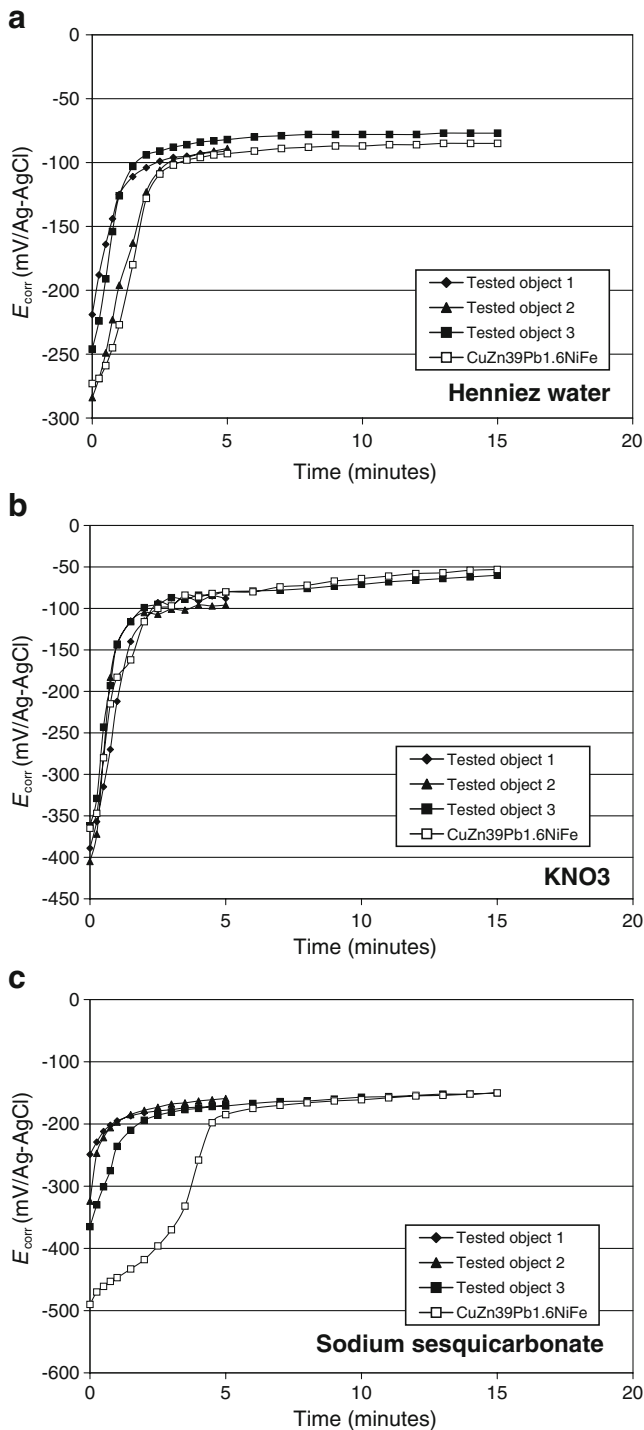 a
0
-50
-100
-150
-200
-250
-300
E corr (mV/Ag-AgCl)
0 5 10 15 20
Time (minutes)
Tested object 1
Tested object 2
Tested object 3
CuZn39Pb1.6NiFe
Henniez water
b
0
-50
-100
-150
-200
-250
-300
-350
-400
-450
E corr (mV/Ag-AgCl)
0 5 10 15 20
Time (minutes)
Tested object 1
Tested object 2
Tested object 3
CuZn39Pb1.6NiFe
KNO3
c
0
-100
-200
-300
-400
-500
-600
E corr (mV/Ag-AgCl)
0 5 10 15 20
Time (minutes)
Tested object 1
Tested object 2
Tested object 3
CuZn39Pb1.6NiFe
Sodium sesquicarbonate